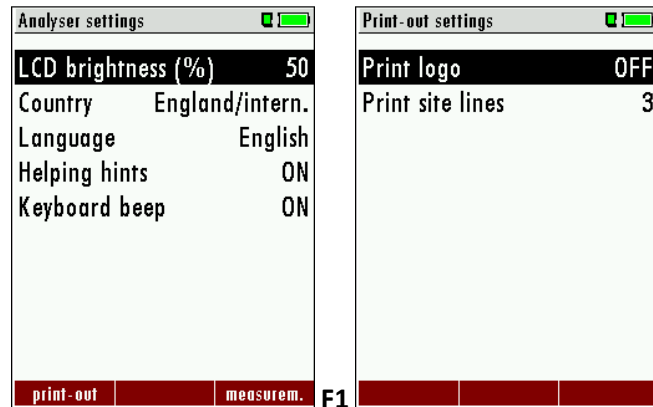 Analyser settings
LCD brightness (%) 50
Country England/intern.
Language English
Helping hints ON
Keyboard beep ON
print-out measurem.
F1
Print-out settings
Print logo OFF
Print site lines 3